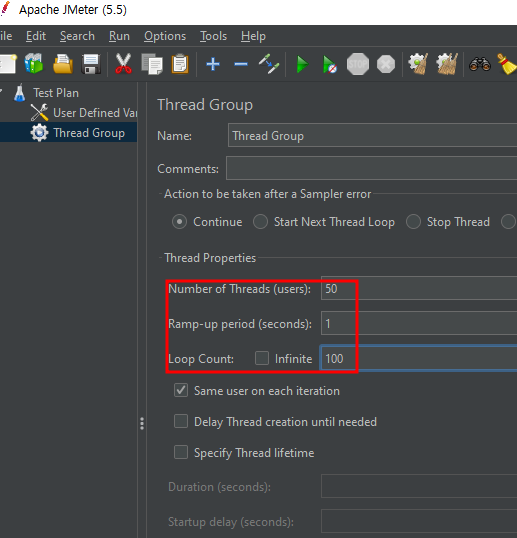 Apache JMeter (5.5)
ile Edit Search Run Options Tools Help
STOP
Test Plan
User Defined Var
Thread Group
Thread Group
Name: Thread Group
Comments:
Action to be taken after a Sampler error
Continue Start Next Thread Loop Stop Thread
Thread Properties
Number of Threads (users): 50
Ramp-up period (seconds): 1
Loop Count: Infinite 100
Same user on each iteration
Delay Thread creation until needed
Specify Thread lifetime
Duration (seconds):
Startup delay (seconds):